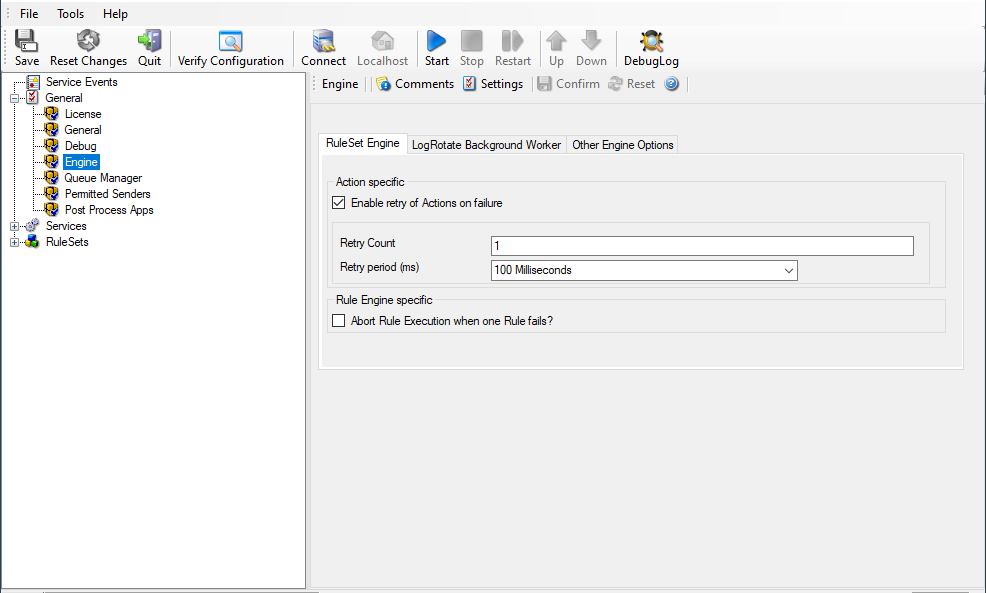 File Tools Help
Save Reset Changes Quit Verify Configuration Connect Localhost Start Stop Restart Up Down DebugLog
Service Events
General
License
General
Debug
Engine
Queue Manager
Permitted Senders
Post Process Apps
Services
RuleSets
Engine Comments Settings Confirm Reset
RuleSet Engine LogRotate Background Worker Other Engine Options
Action specific
Enable retry of Actions on failure
Retry Count 1
Retry period (ms) 100 Milliseconds
Rule Engine specific
Abort Rule Execution when one Rule fails?